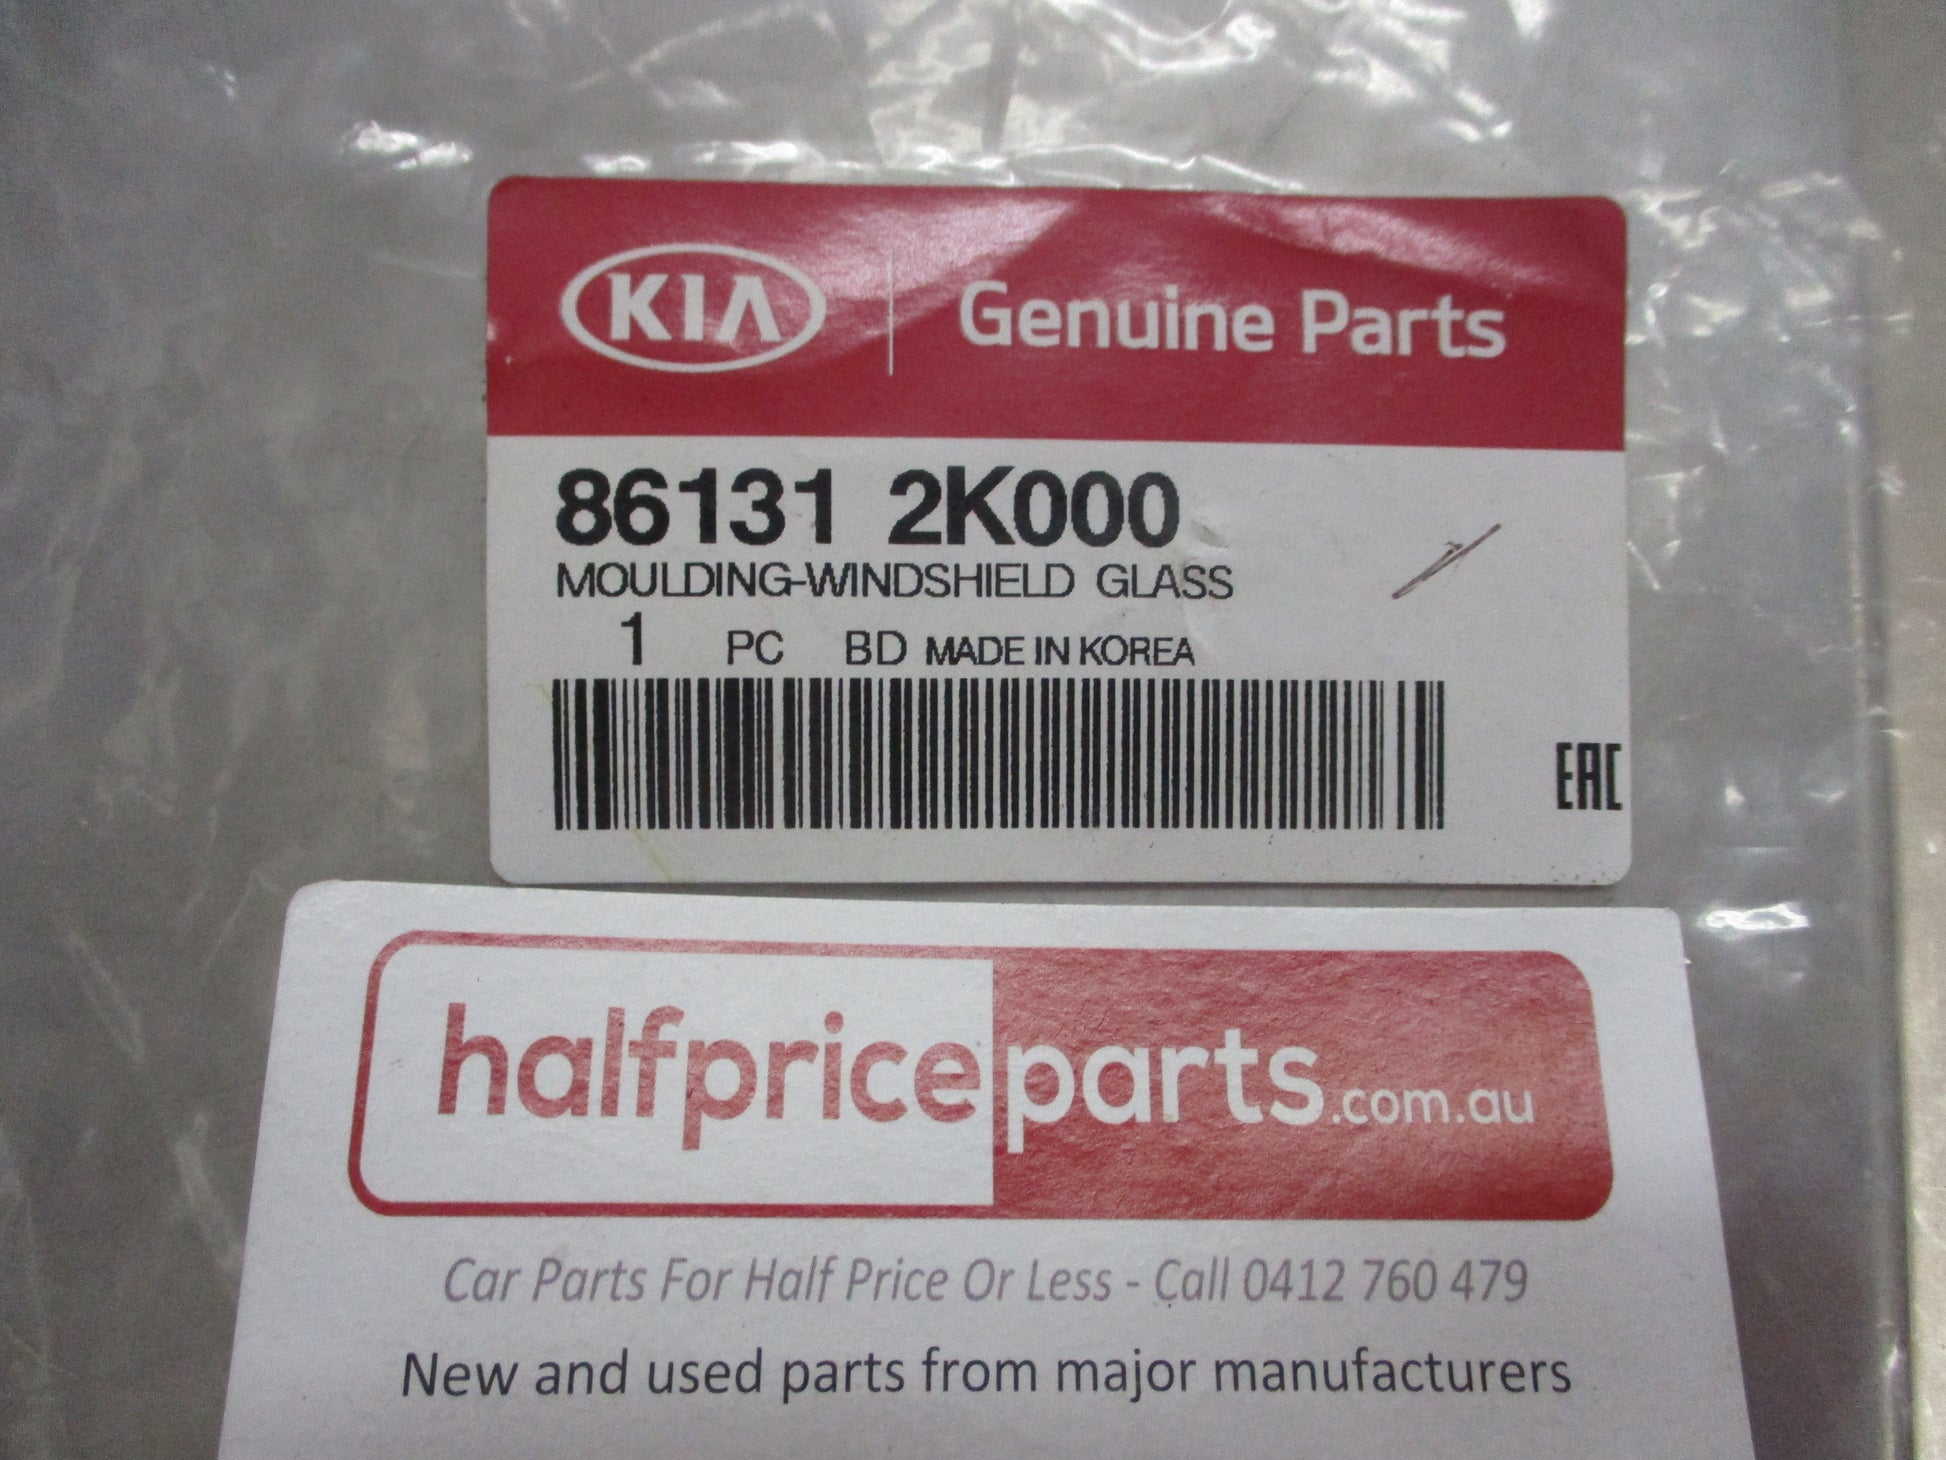 KIA Genuine Parts
86131 2K000
MOULDING-WINDSHIELD GLASS
1 PC BD MADE IN KOREA
EAC
halfpriceparts.com.au
Car Parts For Half Price Or Less - Call 0412 760 479
New and used parts from major manufacturers